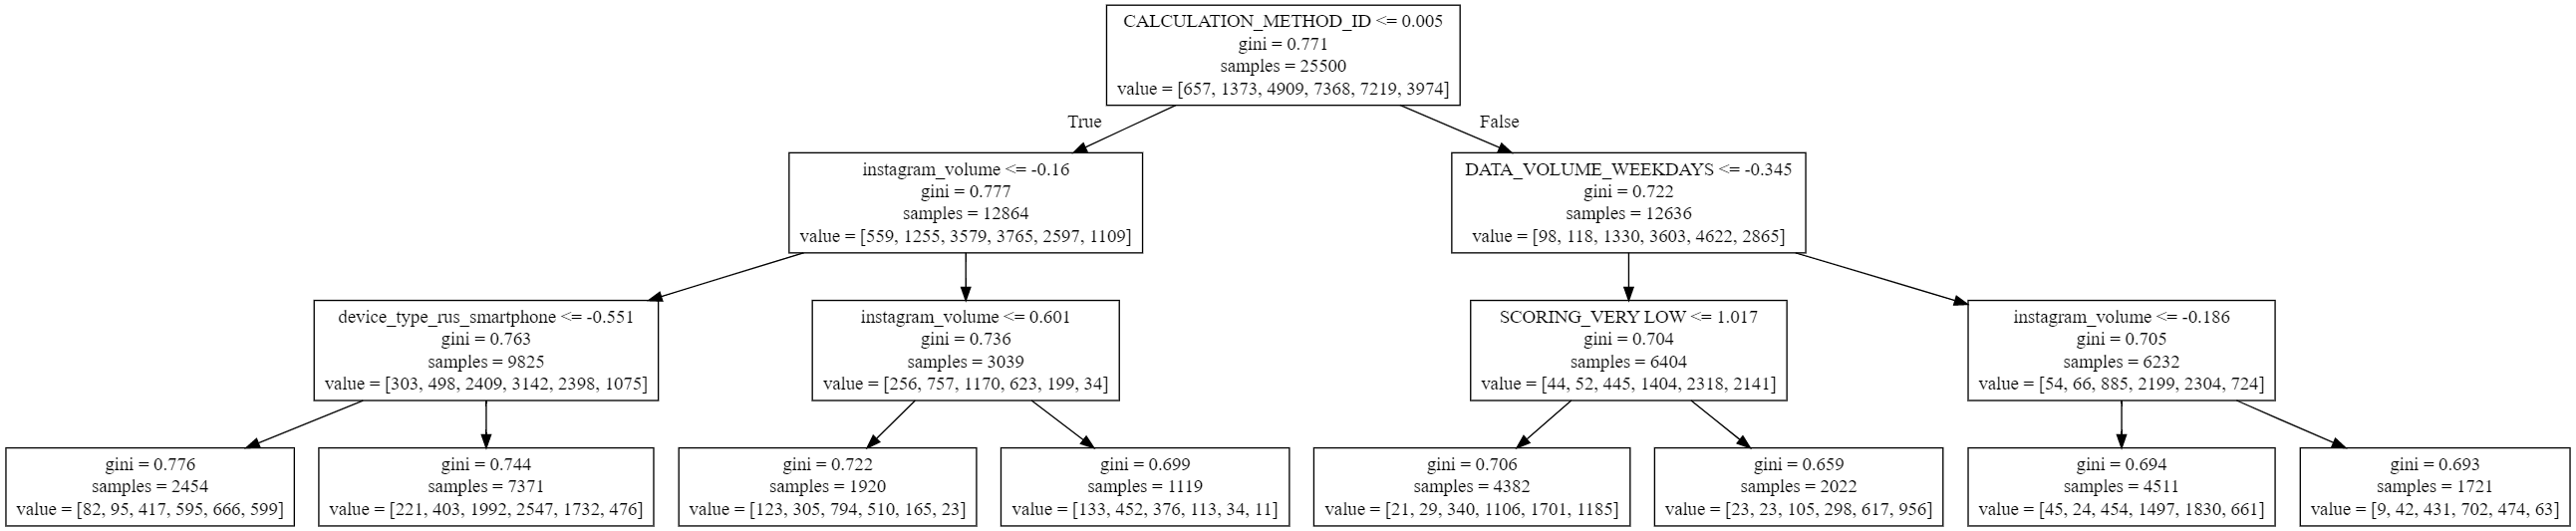 CALCULATION_METHOD_ID <= 0.005
gini = 0.771
samples = 25500
value = [657, 1373, 4909, 7368, 7219, 3974]
True
False
instagram_volume <= -0.16
gini = 0.777
samples = 12864
value = [559, 1255, 3579, 3765, 2597, 1109]
DATA_VOLUME_WEEKDAYS <= -0.345
gini = 0.722
samples = 12636
value = [98, 118, 1330, 3603, 4622, 2865]
device_type_rus_smartphone <= -0.551
gini = 0.763
samples = 9825
value = [303, 498, 2409, 3142, 2398, 1075]
instagram_volume <= 0.601
gini = 0.736
samples = 3039
value = [256, 757, 1170, 623, 199, 34]
SCORING_VERY LOW <= 1.017
gini = 0.704
samples = 6404
value = [44, 52, 445, 1404, 2318, 2141]
instagram_volume <= -0.186
gini = 0.705
samples = 6232
value = [54, 66, 885, 2199, 2304, 724]
gini = 0.776
samples = 2454
value = [82, 95, 417, 595, 666, 599]
gini = 0.744
samples = 7371
value = [221, 403, 1992, 2547, 1732, 476]
gini = 0.722
samples = 1920
value = [123, 305, 794, 510, 165, 23]
gini = 0.699
samples = 1119
value = [133, 452, 376, 113, 34, 11]
gini = 0.706
samples = 4382
value = [21, 29, 340, 1106, 1701, 1185]
gini = 0.659
samples = 2022
value = [23, 23, 105, 298, 617, 956]
gini = 0.694
samples = 4511
value = [45, 24, 454, 1497, 1830, 661]
gini = 0.693
samples = 1721
value = [9, 42, 431, 702, 474, 63]